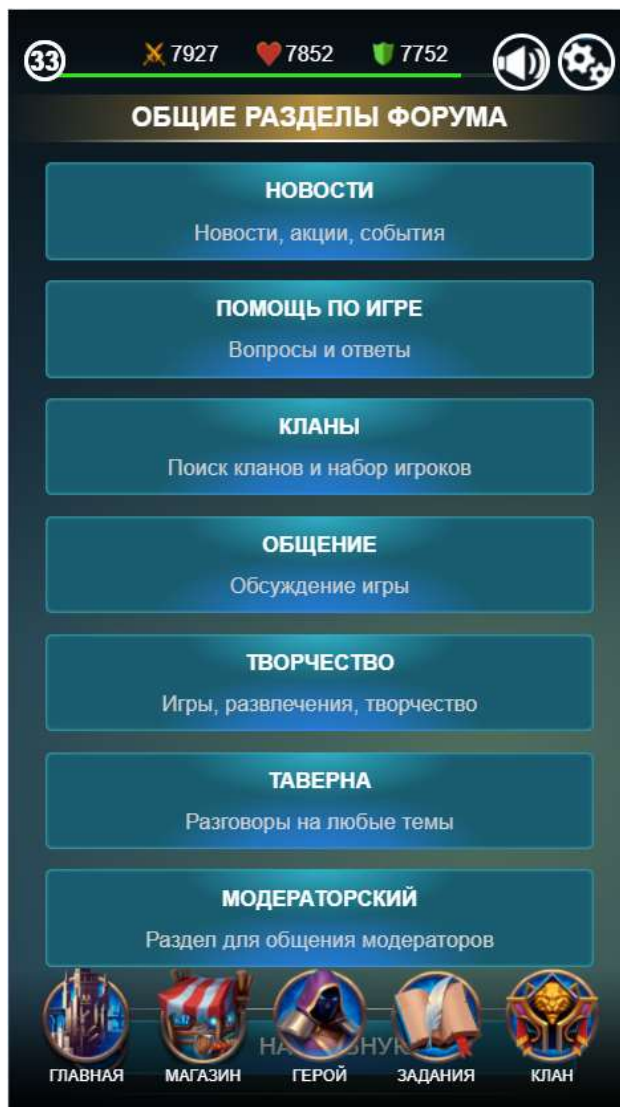 33 7927 7852 7752
ОБЩИЕ РАЗДЕЛЫ ФОРУМА
НОВОСТИ
Новости, акции, события
ПОМОЩЬ ПО ИГРЕ
Вопросы и ответы
КЛАНЫ
Поиск кланов и набор игроков
ОБЩЕНИЕ
Обсуждение игры
ТВОРЧЕСТВО
Игры, развлечения, творчество
ТАВЕРНА
Разговоры на любые темы
МОДЕРАТОРСКИЙ
Раздел для общения модераторов
ГЛАВНАЯ МАГАЗИН ГЕРОЙ ЗАДАНИЯ КЛАН